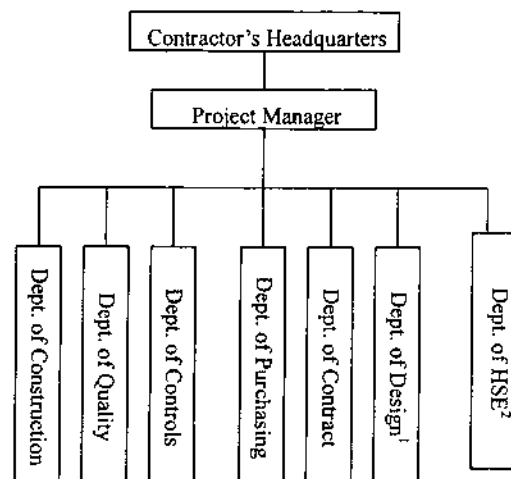 Contractor's Headquarters
Project Manager
Dept. of Construction
Dept. of Quality
Dept. of Controls
Dept. of Purchasing
Dept. of Contract
Dept. of Design¹
Dept. of HSE²